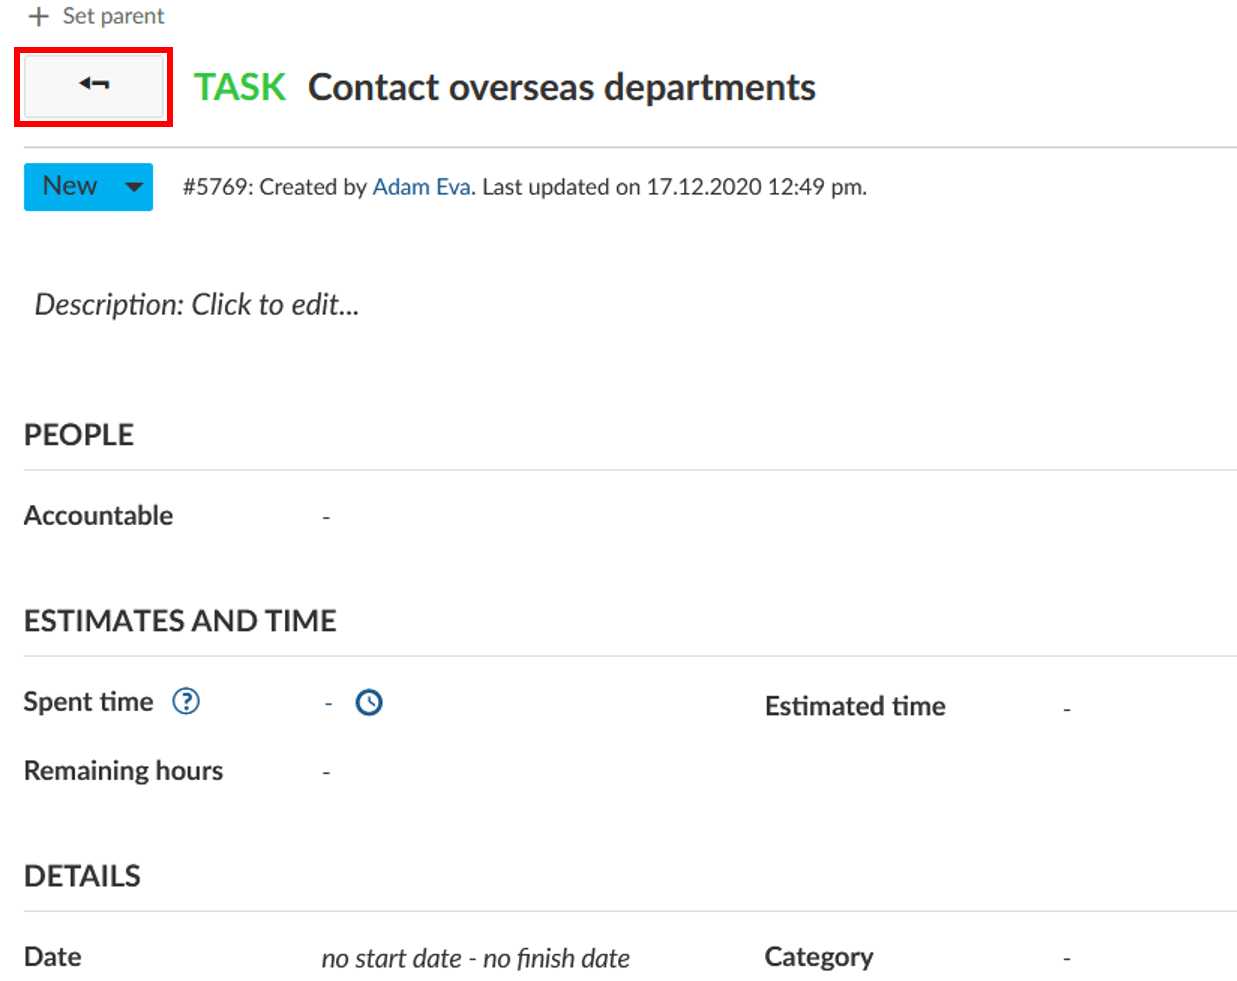 + Set parent
TASK Contact overseas departments
New #5769: Created by Adam Eva. Last updated on 17.12.2020 12:49 pm.
Description: Click to edit...
PEOPLE
Accountable -
ESTIMATES AND TIME
Spent time ? - Estimated time -
Remaining hours -
DETAILS
Date no start date - no finish date Category -